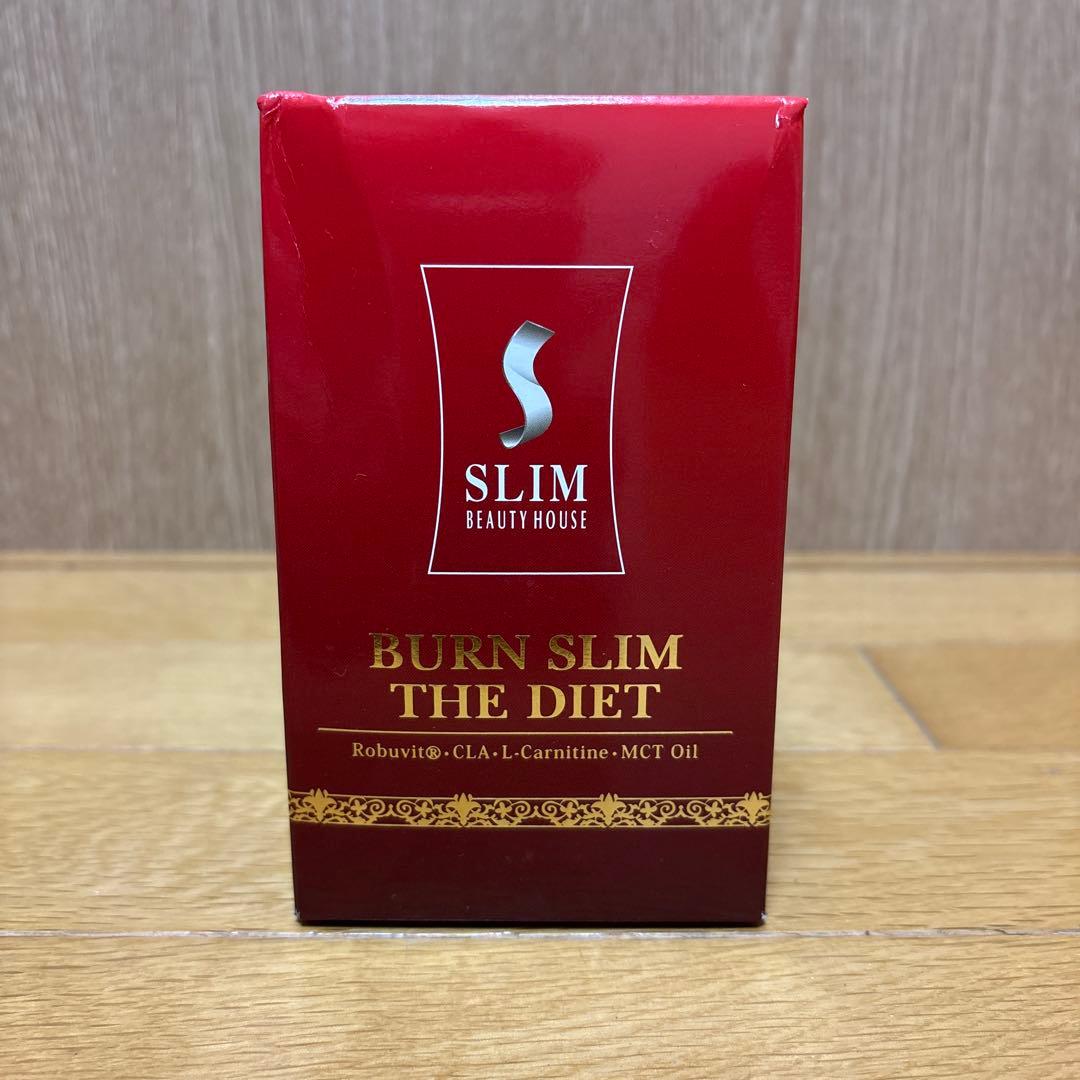 SLIM
BEAUTY HOUSE
BURN SLIM
THE DIET
Robuvit®・CLA・L-Carnitine・MCT Oil